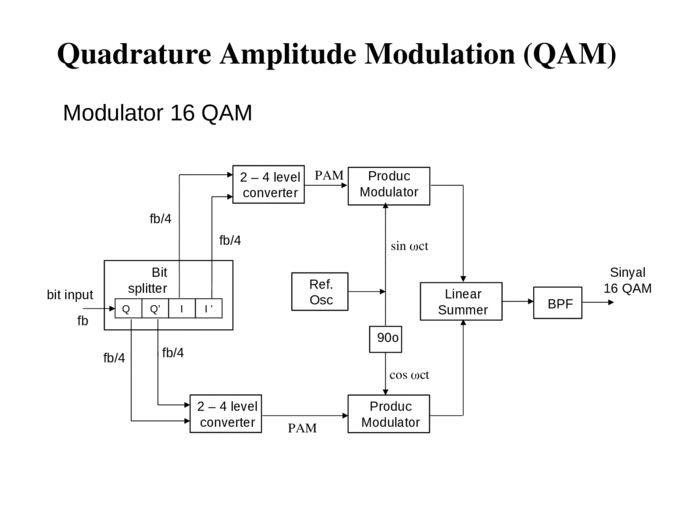 Quadrature Amplitude Modulation (QAM)
Modulator 16 QAM
2 – 4 level
converter
PAM
Produc
Modulator
fb/4
fb/4
sin ωct
Bit
splitter
Q Q' I I '
bit input
fb
Ref.
Osc
Linear
Summer
BPF
Sinyal
16 QAM
90o
fb/4
fb/4
cos ωct
2 – 4 level
converter
PAM
Produc
Modulator